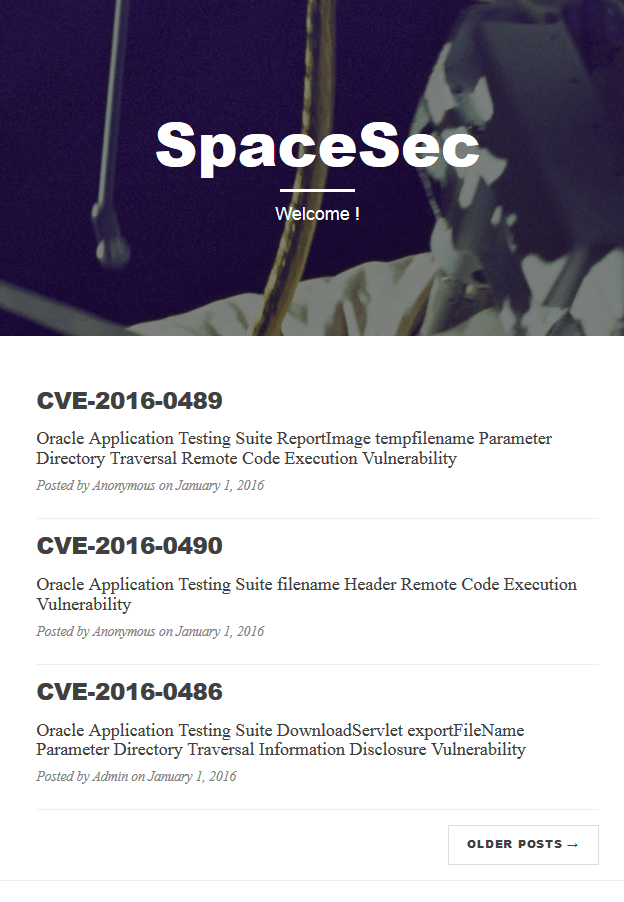 SpaceSec
Welcome !
CVE-2016-0489
Oracle Application Testing Suite ReportImage tempfilename Parameter
Directory Traversal Remote Code Execution Vulnerability
Posted by Anonymous on January 1, 2016
CVE-2016-0490
Oracle Application Testing Suite filename Header Remote Code Execution
Vulnerability
Posted by Anonymous on January 1, 2016
CVE-2016-0486
Oracle Application Testing Suite DownloadServlet exportFileName
Parameter Directory Traversal Information Disclosure Vulnerability
Posted by Admin on January 1, 2016
OLDER POSTS →